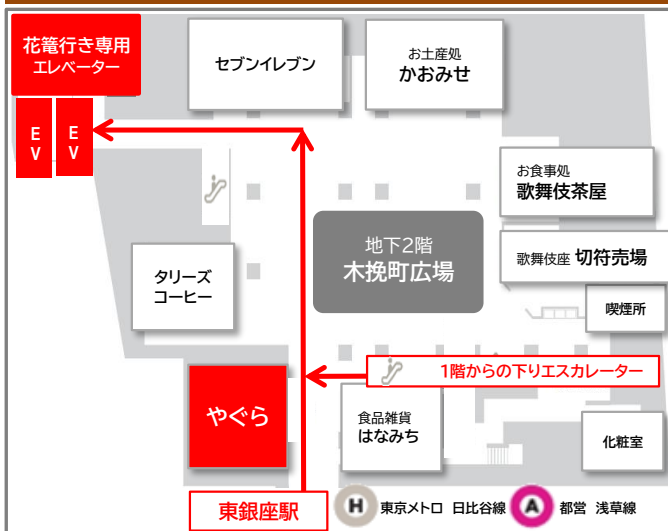 花篭行き専用
エレベーター
EV
EV
セブンイレブン
お土産処
かおみせ
お食事処
歌舞伎茶屋
歌舞伎座 切符売場
喫煙所
地下2階
木挽町広場
タリーズ
コーヒー
1階からの下りエスカレーター
やぐら
食品雑貨
はなみち
化粧室
東銀座駅
H 東京メトロ 日比谷線 A 都営 浅草線